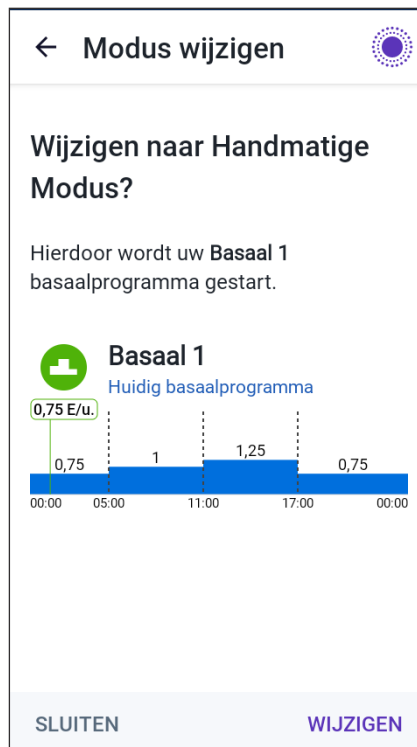 Modus wijzigen
Wijzigen naar Handmatige
Modus?
Hierdoor wordt uw Basaal 1
basaalprogramma gestart.
Basaal 1
Huidig basaalprogramma
0,75 E/u.
0,75 1 1,25 0,75
00:00 05:00 11:00 17:00 00:00
SLUITEN WIJZIGEN